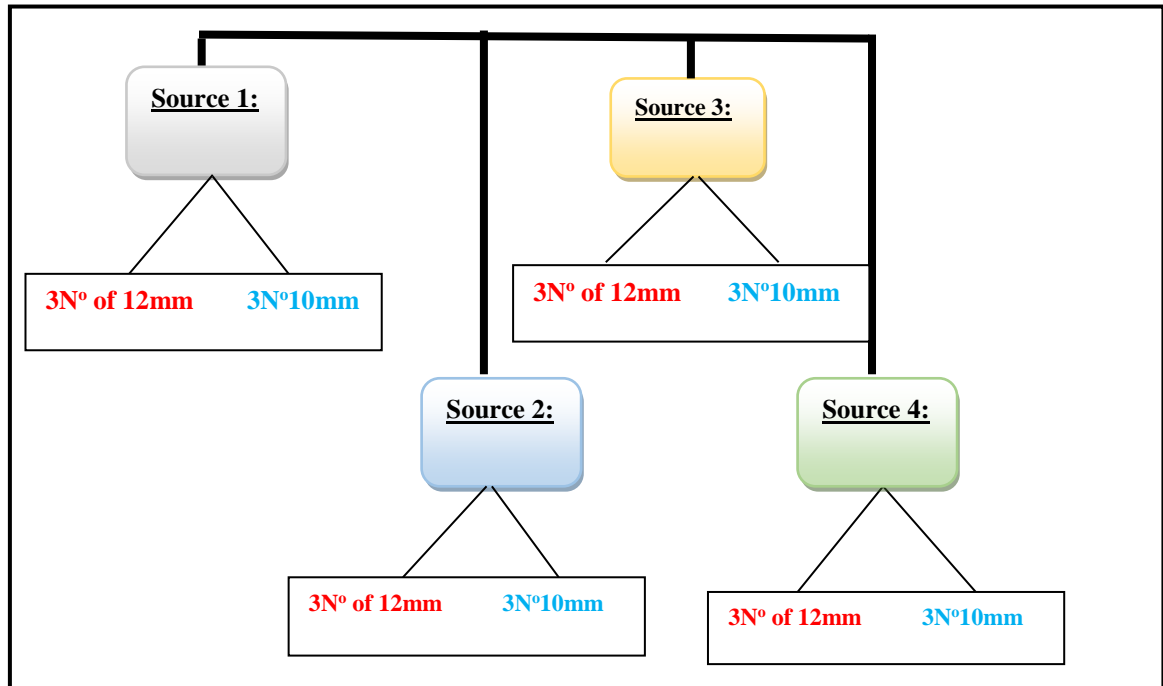 Source 1:
Source 3:
3Nº of 12mm 3Nº10mm
3Nº of 12mm 3Nº10mm
Source 2:
Source 4:
3Nº of 12mm 3Nº10mm
3Nº of 12mm 3Nº10mm